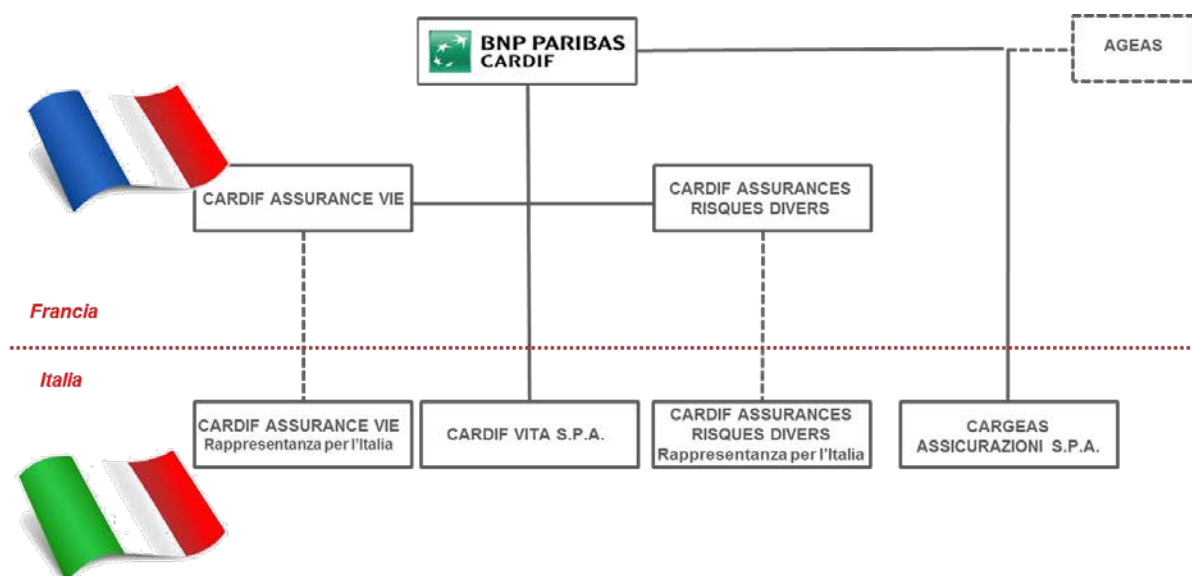 BNP PARIBAS
CARDIF
AGEAS
CARDIF ASSURANCE VIE
CARDIF ASSURANCES
RISQUES DIVERS
Francia
Italia
CARDIF ASSURANCE VIE
Rappresentanza per l'Italia
CARDIF VITA S.P.A.
CARDIF ASSURANCES
RISQUES DIVERS
Rappresentanza per l'Italia
CARGEAS
ASSICURAZIONI S.P.A.